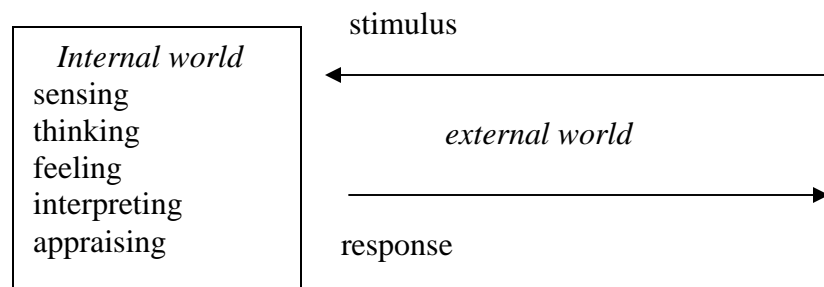 stimulus
Internal world
sensing
thinking
external world
feeling
interpreting
appraising
response